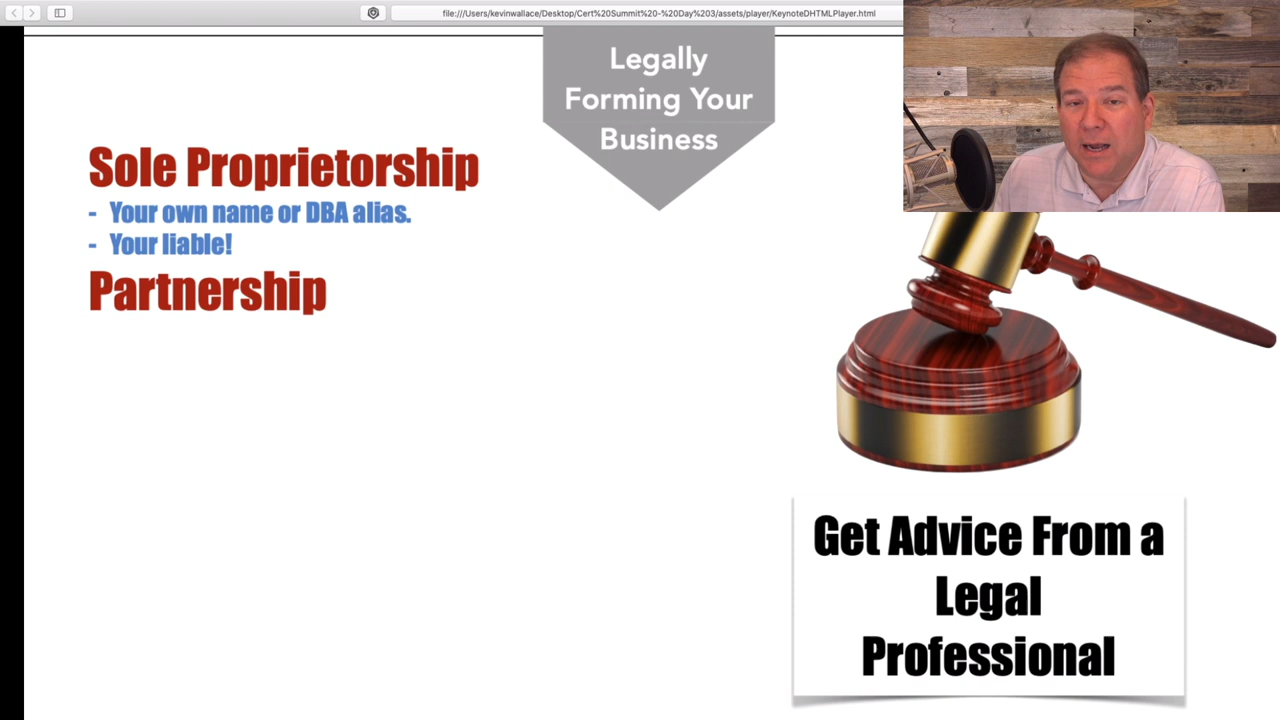 file:///Users/kevinwallace/Desktop/Cert%20Summit%20-%20Day%203/assets/player/KeynoteDHTMLPlayer.html
Legally
Forming Your
Business
Sole Proprietorship
- Your own name or DBA alias.
- Your liable!
Partnership
Get Advice From a
Legal
Professional